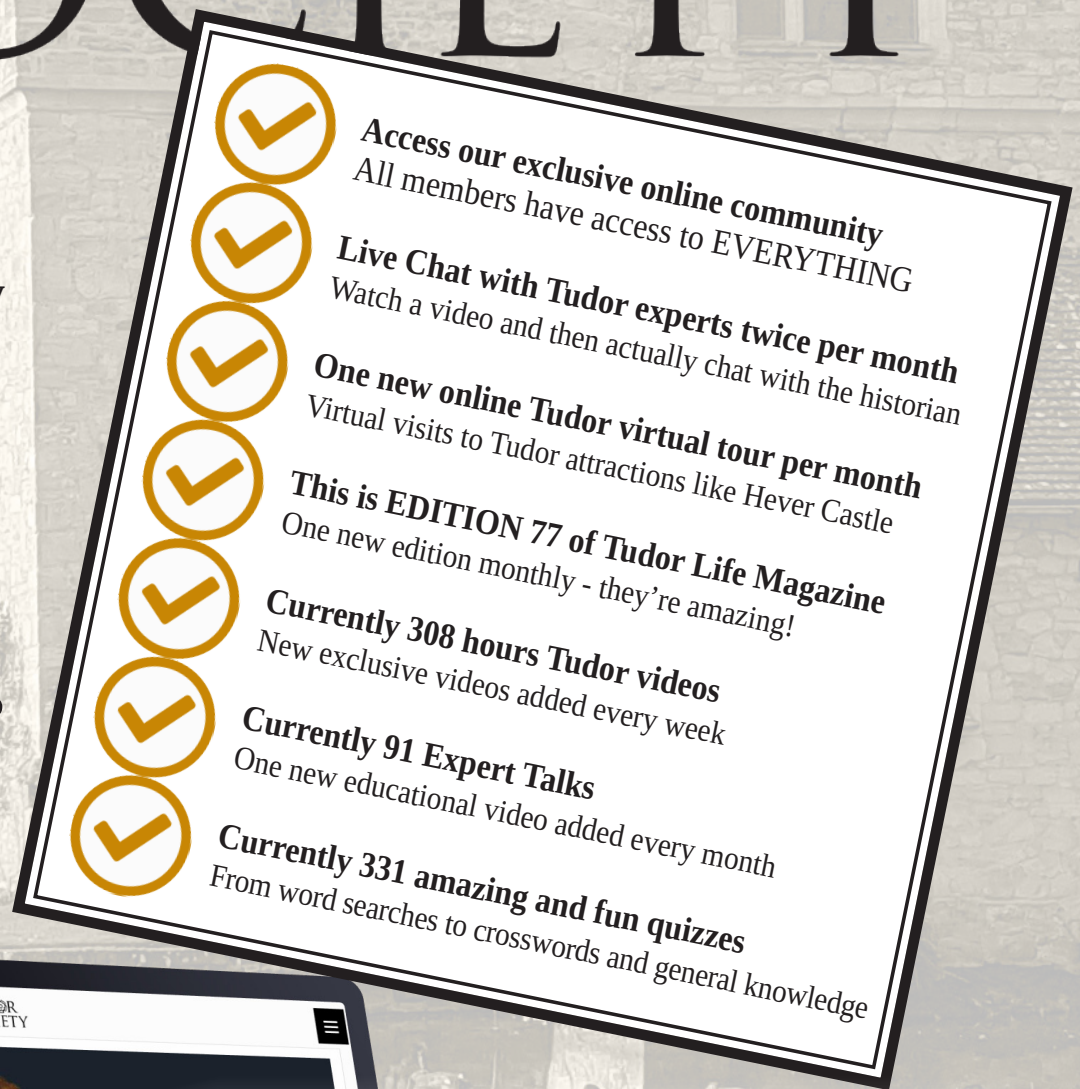 Access our exclusive online community
All members have access to EVERYTHING
Live Chat with Tudor experts twice per month
Watch a video and then actually chat with the historian
One new online Tudor virtual tour per month
Virtual visits to Tudor attractions like Hever Castle
This is EDITION 77 of Tudor Life Magazine
One new edition monthly - they’re amazing!
Currently 308 hours Tudor videos
New exclusive videos added every week
Currently 91 Expert Talks
One new educational video added every month
Currently 331 amazing and fun quizzes
From word searches to crosswords and general knowledge